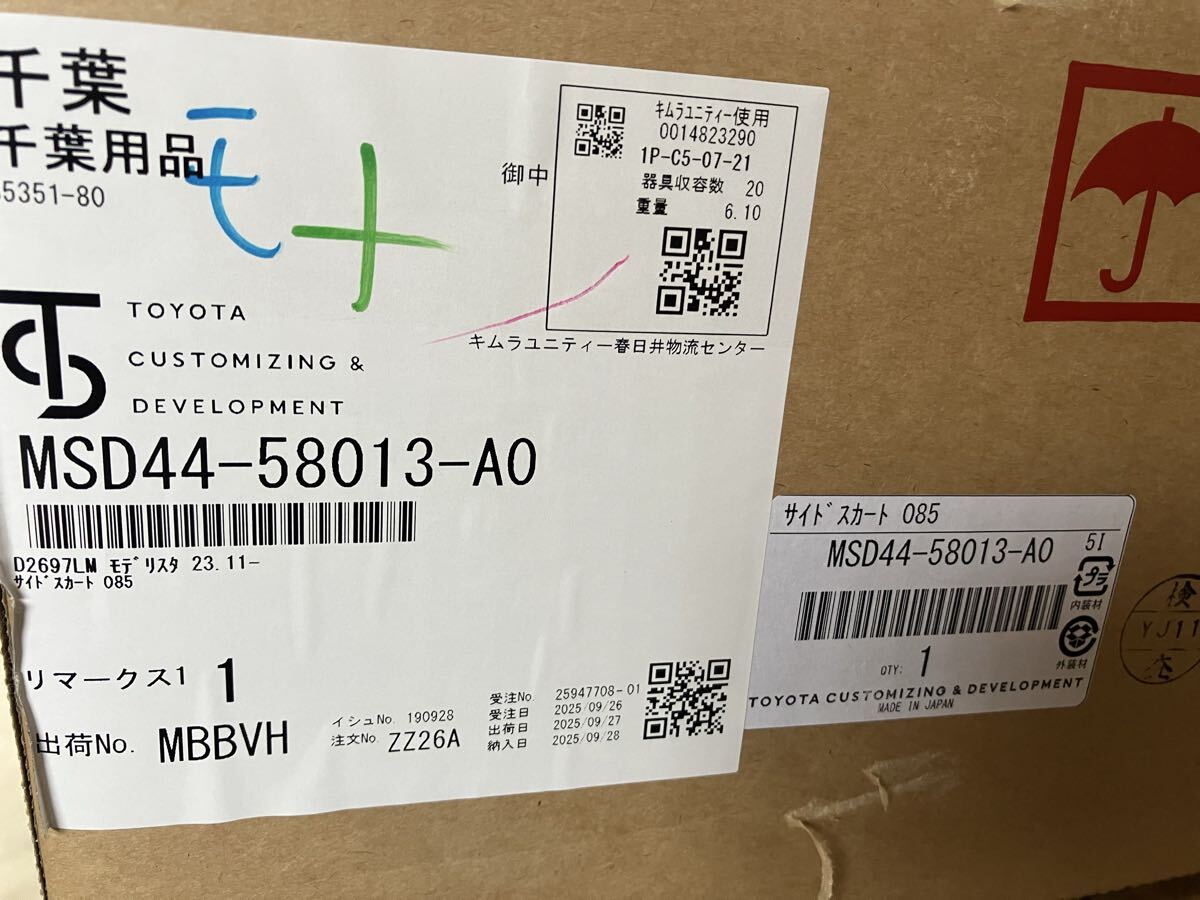 千葉
千葉用品
35351-80
モ
御中
キムラユニティー使用
0014823290
1P-C5-07-21
器具収容数 20
重量 6.10
キムラユニティー春日井物流センター
TOYOTA
CUSTOMIZING &
DEVELOPMENT
MSD44-58013-A0
D2697LM モデリスタ 23.11-
サイドスカート 085
リマークス1 1
出荷No. MBBVH
イシュNo. 190928
注文No. ZZ26A
受注No. 25947708-01
受注日 2025/09/26
出荷日 2025/09/27
納入日 2025/09/28
サイドスカート 085
MSD44-58013-A0
5I
プラ
内装材
外装材
QTY: 1
TOYOTA CUSTOMIZING & DEVELOPMENT
MADE IN JAPAN
検
YJ11